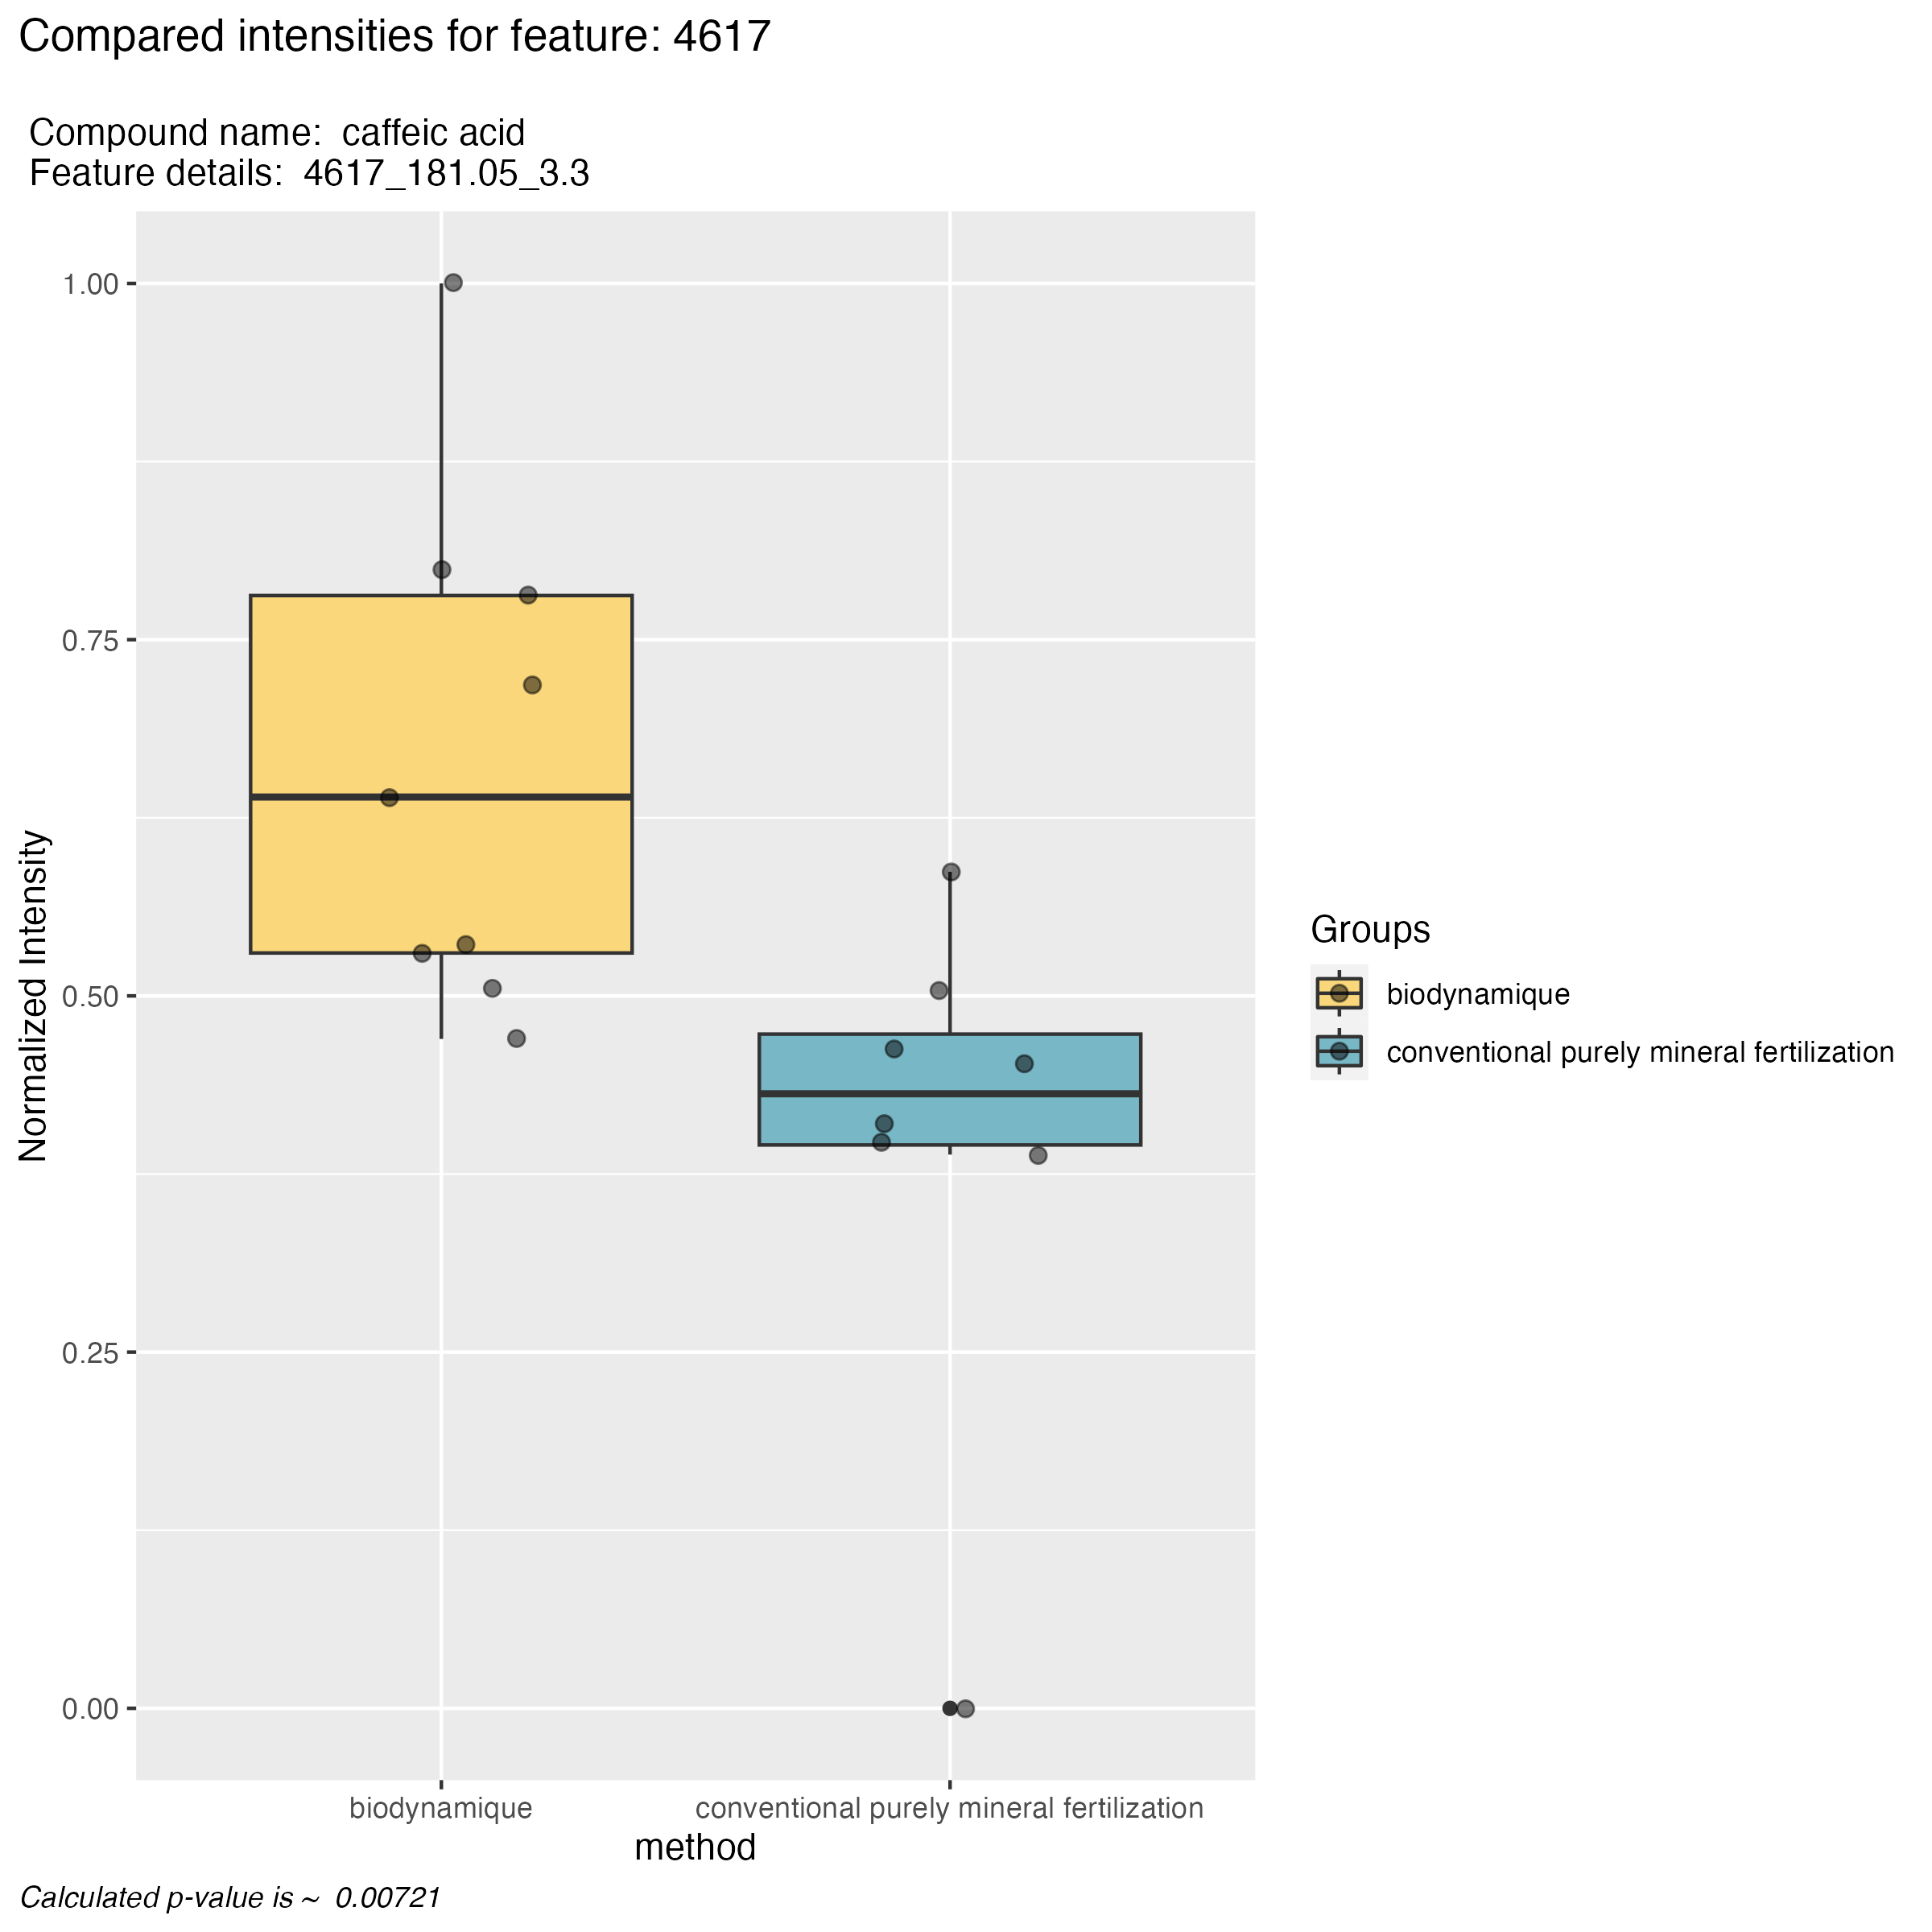 Compared intensities for feature: 4617
Compound name:  caffeic acid
Feature details:  4617_181.05_3.3
1.00
0.75
0.50
0.25
0.00
Normalized Intensity
biodynamique
conventional purely mineral fertilization
method
Groups
biodynamique
conventional purely mineral fertilization
Calculated p-value is ~  0.00721